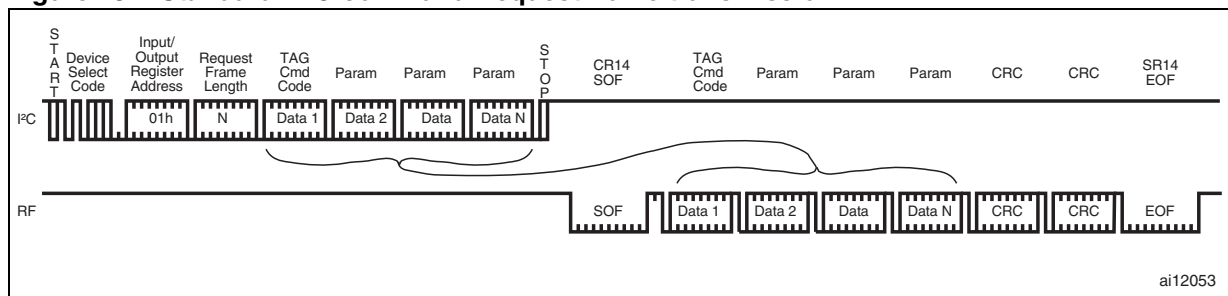 START
Device Select Code
Input/ Output Register Address
Request Frame Length
TAG Cmd Code
Param
Param
Param
STOP
CR14 SOF
TAG Cmd Code
Param
Param
Param
CRC
CRC
SR14 EOF
I²C
01h
N
Data 1
Data 2
Data
Data N
RF
SOF
Data 1
Data 2
Data
Data N
CRC
CRC
EOF
ai12053